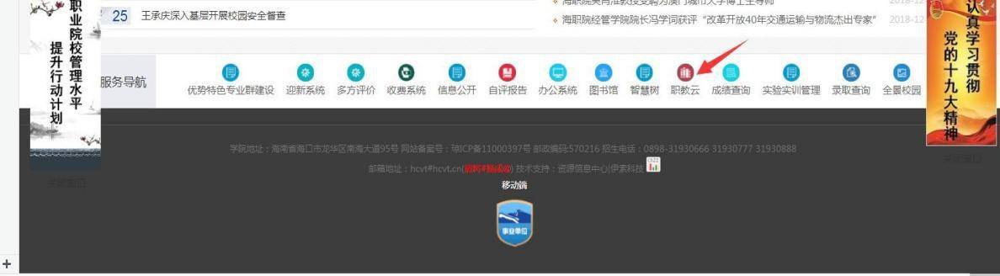 海职院经管学院院长冯学词获评“改革开放40年交通运输与物流杰出专家” 2018-12
25 王承庆深入基层开展校园安全督查
职业院校管理水平
提升行动计划
认真学习贯彻
党的十九大精神
服务导航
优势特色专业群建设 迎新系统 多方评价 收费系统 信息公开 自评报告 办公系统 图书馆 智慧树 职教云 成绩查询 实验实训管理 录取查询 全景校园
学院地址:海南省海口市龙华区南海大道95号 网站备案号:琼ICP备11000397号 邮政编码:570216 招生电话:0898-31930666 31930777 31930888
邮箱地址:hcvt#hcvt.cn( ) 技术支持:资源信息中心|伊索科技
移动端
事业单位
关闭窗口
关闭窗口